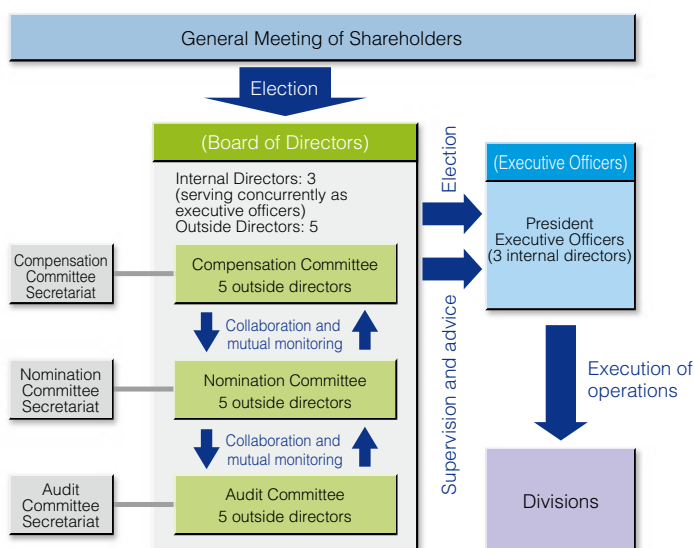 General Meeting of Shareholders
Election
(Board of Directors)
Internal Directors: 3
(serving concurrently as
executive officers)
Outside Directors: 5
Compensation
Committee
Secretariat
Compensation Committee
5 outside directors
Collaboration and
mutual monitoring
Nomination
Committee
Secretariat
Nomination Committee
5 outside directors
Collaboration and
mutual monitoring
Audit
Committee
Secretariat
Audit Committee
5 outside directors
Election
Supervision and advice
(Executive Officers)
President
Executive Officers
(3 internal directors)
Execution of
operations
Divisions